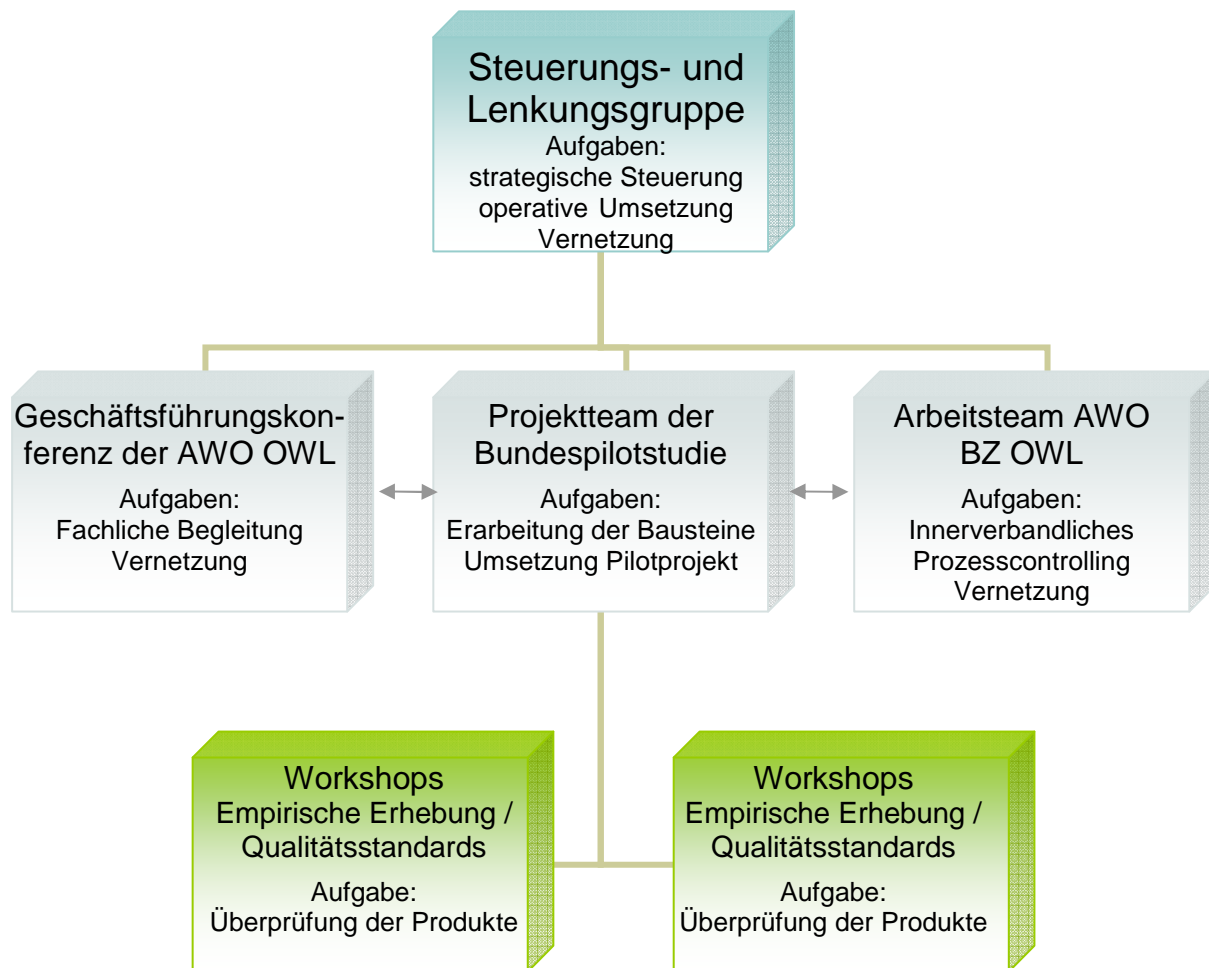 Steuerungs- und
Lenkungsgruppe
Aufgaben:
strategische Steuerung
operative Umsetzung
Vernetzung
Geschäftsführungskon-
ferenz der AWO OWL
Aufgaben:
Fachliche Begleitung
Vernetzung
Projektteam der
Bundespilotstudie
Aufgaben:
Erarbeitung der Bausteine
Umsetzung Pilotprojekt
Arbeitsteam AWO
BZ OWL
Aufgaben:
Innerverbandliches
Prozesscontrolling
Vernetzung
Workshops
Empirische Erhebung /
Qualitätsstandards
Aufgabe:
Überprüfung der Produkte
Workshops
Empirische Erhebung /
Qualitätsstandards
Aufgabe:
Überprüfung der Produkte